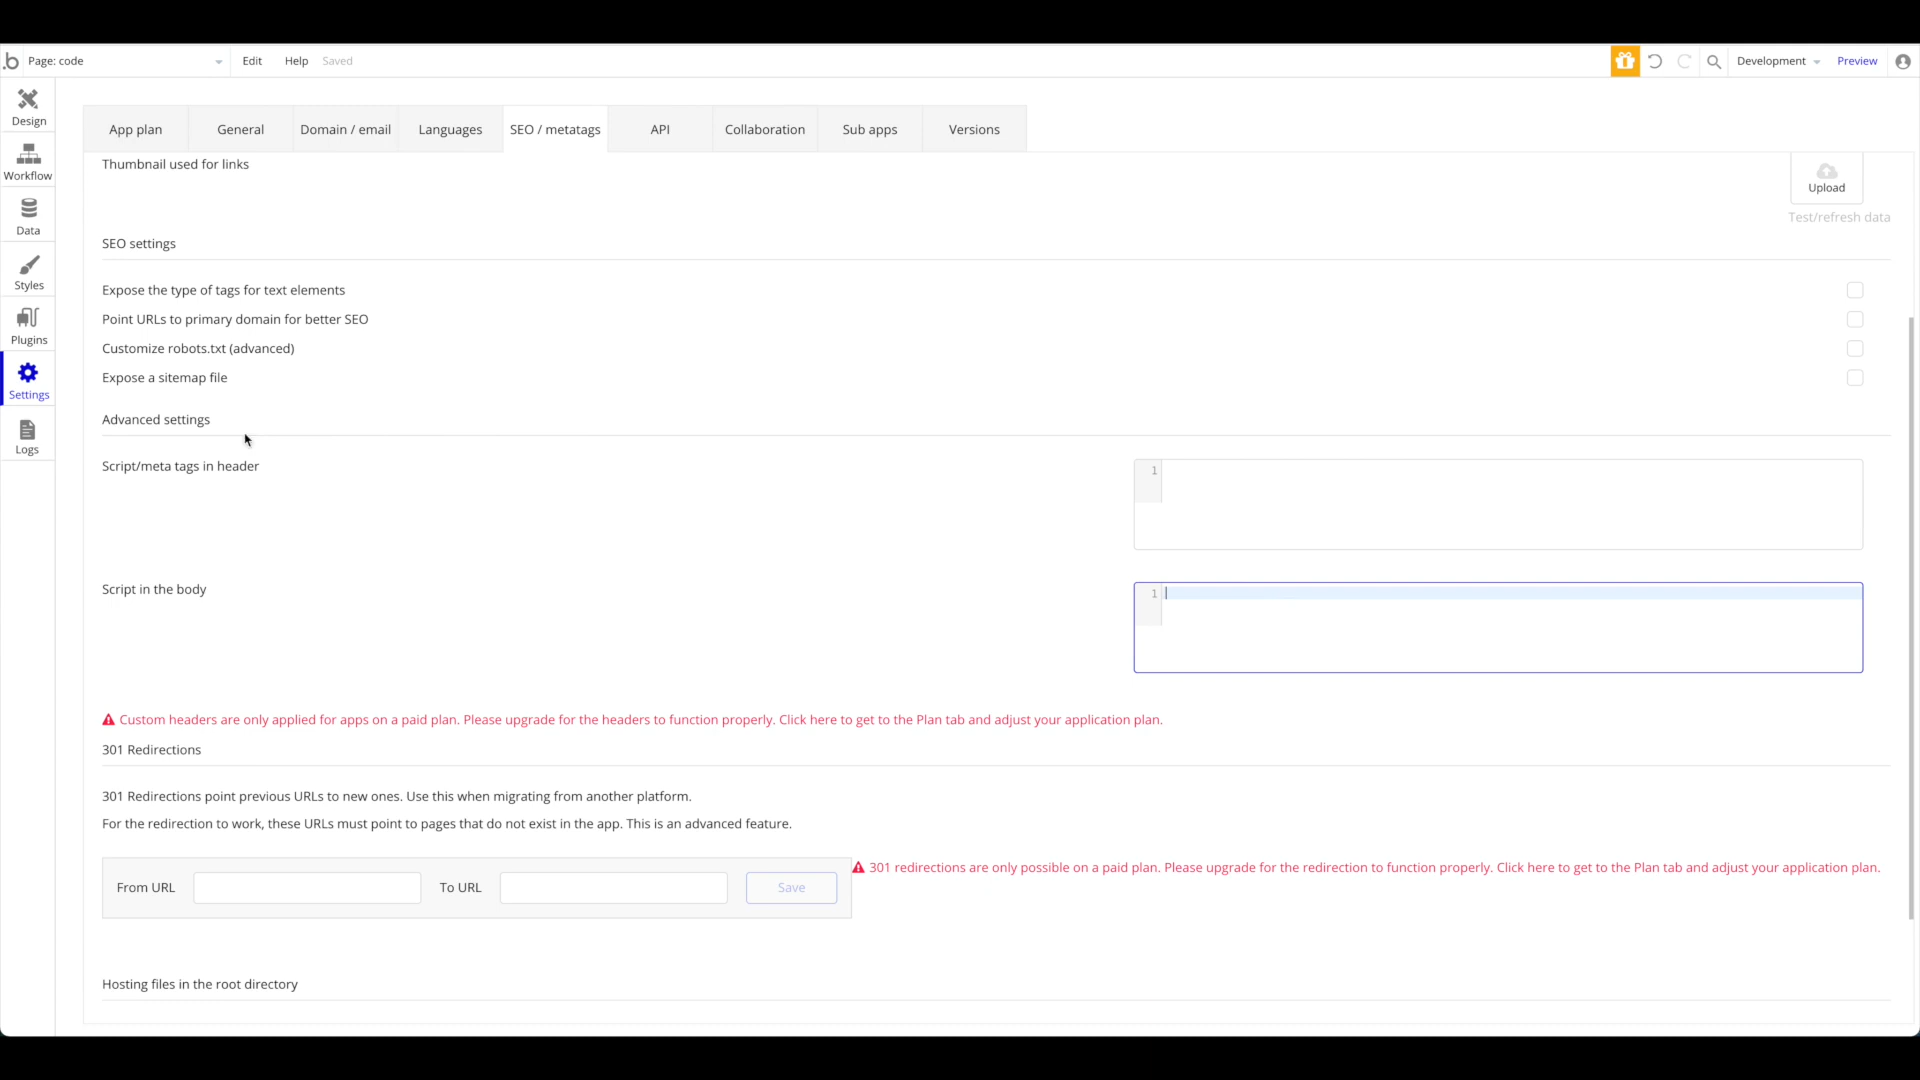 .b Page: code Edit Help Saved Development Preview
Design
Workflow
Data
Styles
Plugins
Settings
Logs
App plan General Domain / email Languages SEO / metatags API Collaboration Sub apps Versions
Thumbnail used for links
Upload
Test/refresh data
SEO settings
Expose the type of tags for text elements
Point URLs to primary domain for better SEO
Customize robots.txt (advanced)
Expose a sitemap file
Advanced settings
Script/meta tags in header
1
Script in the body
1
Custom headers are only applied for apps on a paid plan. Please upgrade for the headers to function properly. Click here to get to the Plan tab and adjust your application plan.
301 Redirections
301 Redirections point previous URLs to new ones. Use this when migrating from another platform.
For the redirection to work, these URLs must point to pages that do not exist in the app. This is an advanced feature.
301 redirections are only possible on a paid plan. Please upgrade for the redirection to function properly. Click here to get to the Plan tab and adjust your application plan.
From URL To URL Save
Hosting files in the root directory